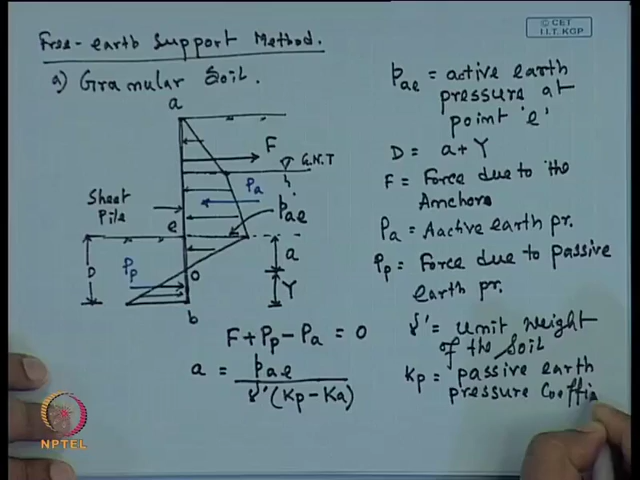 © CET
I.I.T. KGP
Free-earth Support Method.
a) Granular Soil.
a
F
G.W.T
Pa
Sheet
Pile
e
pae
D
a
Pp
o
Y
b
F + Pp - Pa = 0
a = pae
γ'(Kp - Ka)
pae = active earth
pressure at
point 'e'
D = a + Y
F = Force due to the
Anchors
Pa = Aactive earth pr.
Pp = Force due to passive
earth pr.
γ' = unit weight
of the soil
Kp = passive earth
pressure Coeffic
NPTEL